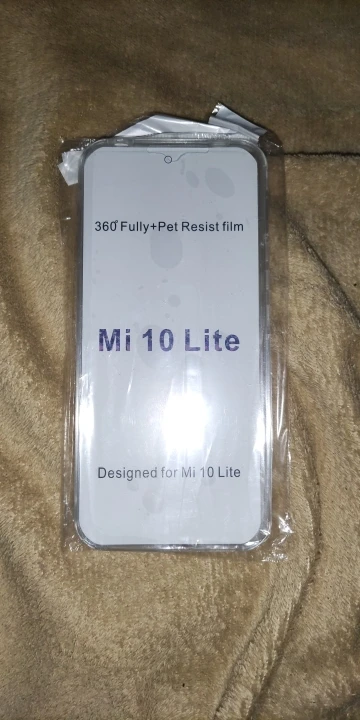 360° Fully+Pet Resist film
Mi 10 Lite
Designed for Mi 10 Lite